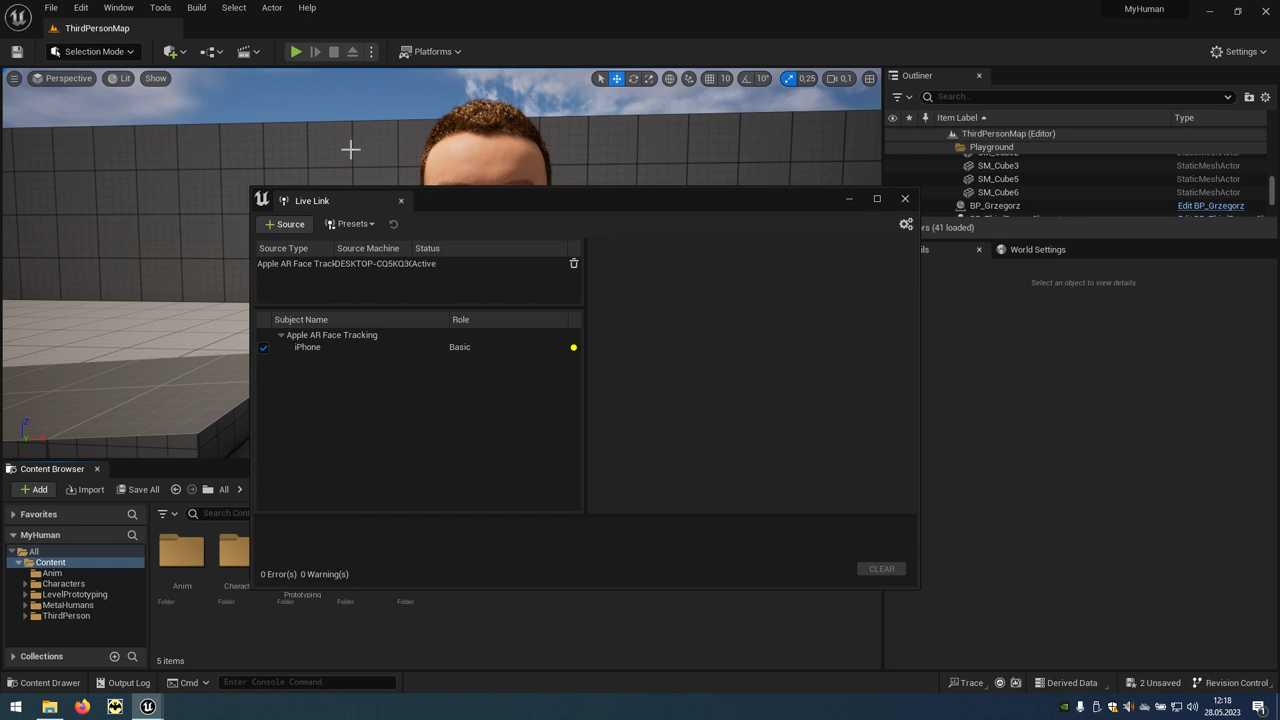 File Edit Window Tools Build Select Actor Help
MyHuman
ThirdPersonMap
Selection Mode
Platforms
Settings
Perspective Lit Show
10 10° 0,25 0,1
Outliner
Search...
Item Label Type
ThirdPersonMap (Editor)
Playground
SM_Cube3 StaticMeshActor
SM_Cube5 StaticMeshActor
SM_Cube6 StaticMeshActor
BP_Grzegorz Edit BP_Grzegorz
ors (41 loaded)
World Settings
Select an object to view details.
Live Link
Source Presets
Source Type Source Machine Status
Apple AR Face Track DESKTOP-CQ5KQ3 Active
Subject Name Role
Apple AR Face Tracking
iPhone Basic
0 Error(s) 0 Warning(s)
CLEAR
Content Browser
Add Import Save All All
Favorites
Search Cont
MyHuman
All
Content
Anim
Characters
LevelPrototyping
MetaHumans
ThirdPerson
Collections
Anim Charac Prototyping
Folder Folder Folder Folder Folder
5 items
Content Drawer Output Log Cmd Enter Console Command
Trace Derived Data 2 Unsaved Revision Control
12:18
28.05.2023